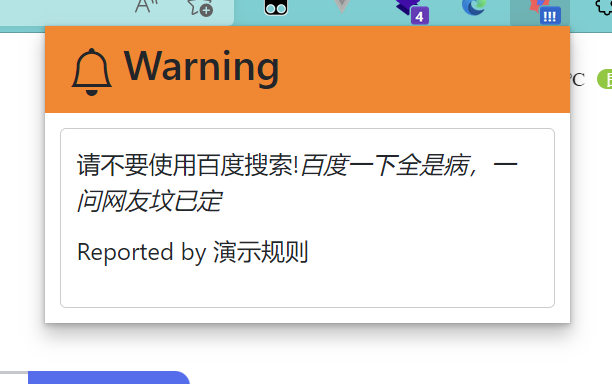 A"
4
!!!
°C
Warning
请不要使用百度搜索!百度一下全是病，一
问网友坟已定
Reported by 演示规则